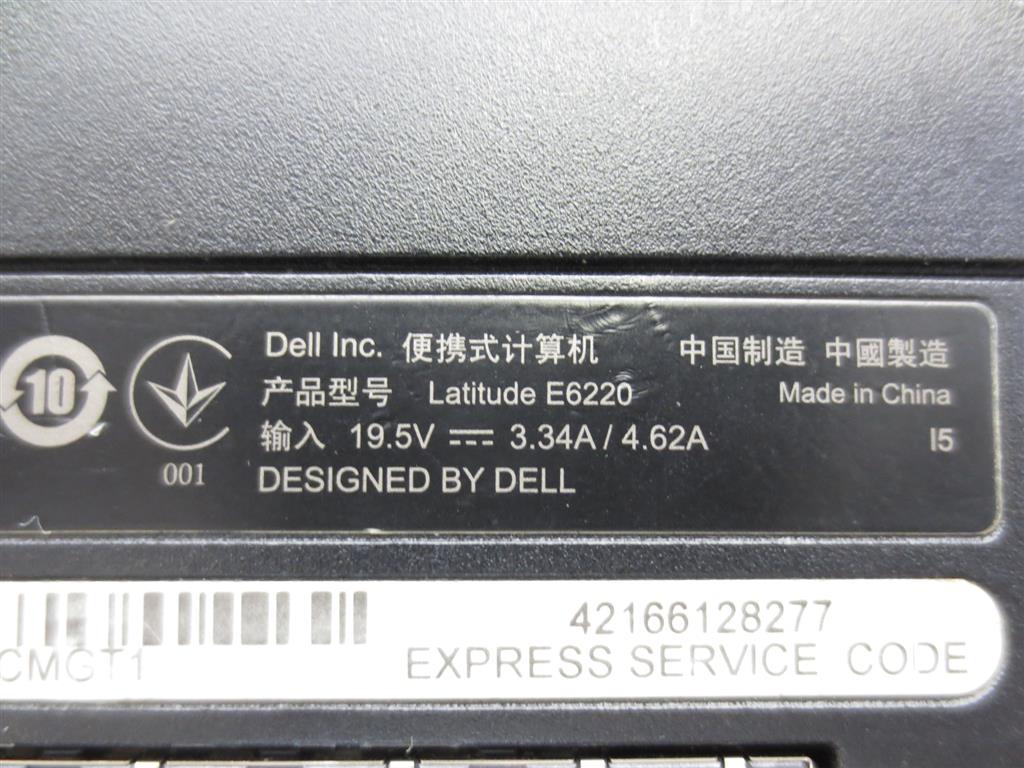 10
001
Dell Inc. 便携式计算机 中国制造 中國製造
产品型号 Latitude E6220 Made in China
输入 19.5V ⎓ 3.34A / 4.62A I5
DESIGNED BY DELL
42166128277
CMGT1 EXPRESS SERVICE CODE